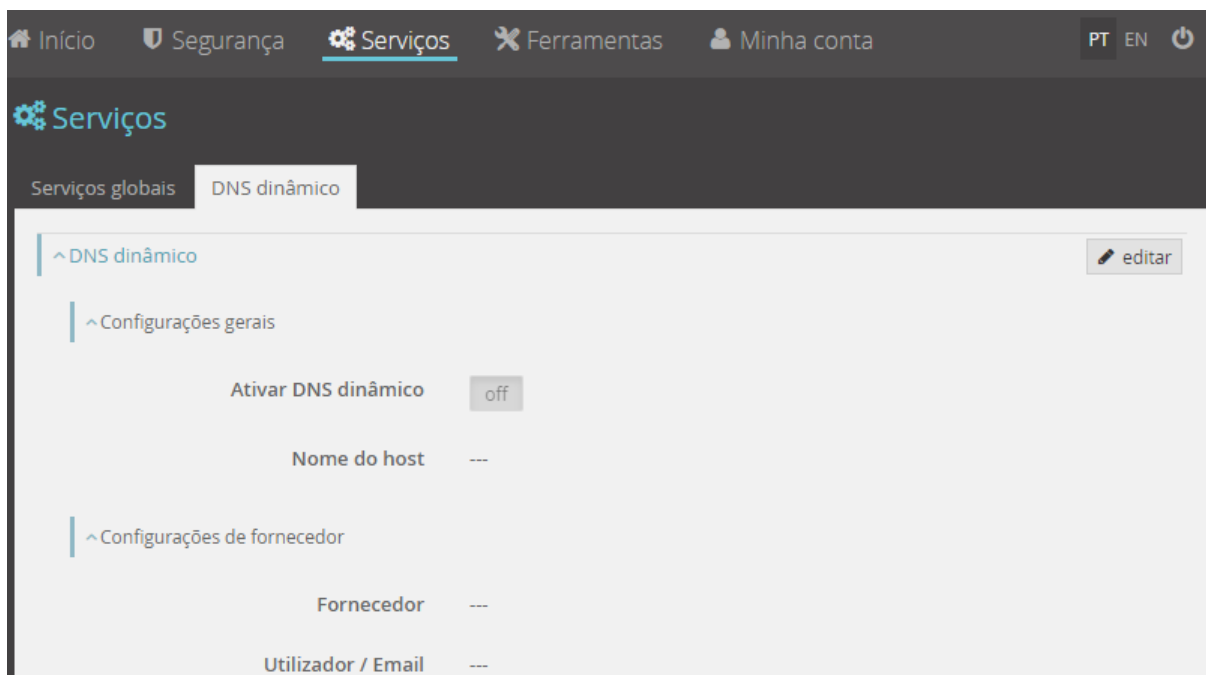 Início Segurança Serviços Ferramentas Minha conta PT EN
Serviços
Serviços globais DNS dinâmico
DNS dinâmico editar
Configurações gerais
Ativar DNS dinâmico off
Nome do host ---
Configurações de fornecedor
Fornecedor ---
Utilizador / Email ---